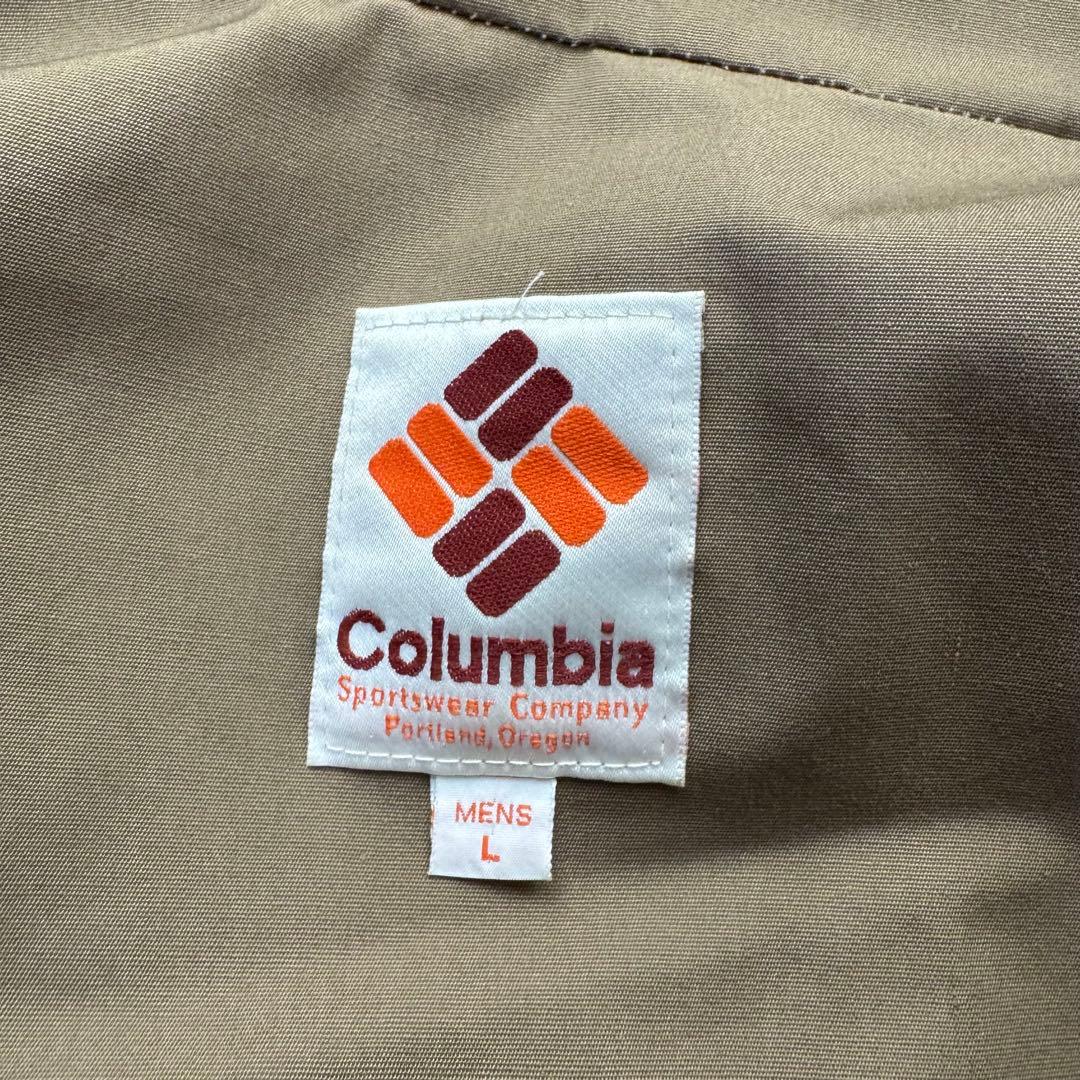 Columbia
Sportswear Company
Portland, Oregon
MENS
L